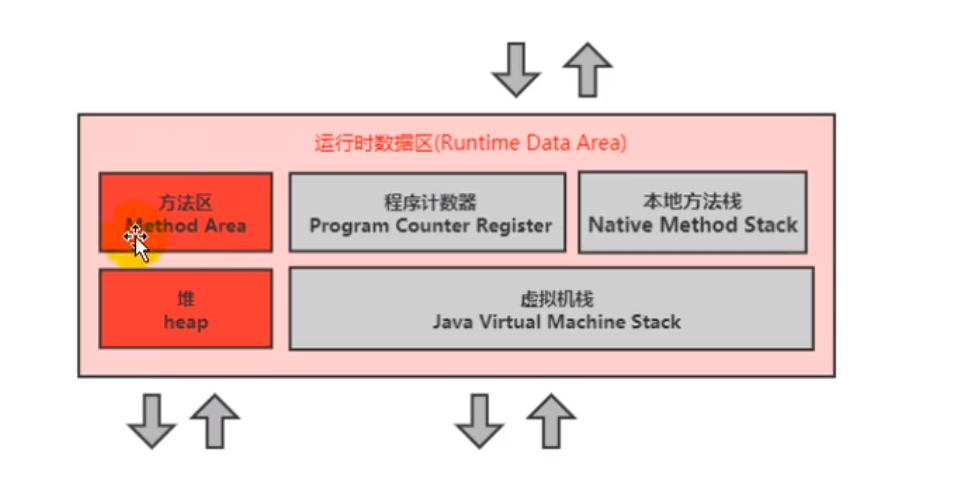 运行时数据区(Runtime Data Area)
方法区
Method Area
程序计数器
Program Counter Register
本地方法栈
Native Method Stack
堆
heap
虚拟机栈
Java Virtual Machine Stack